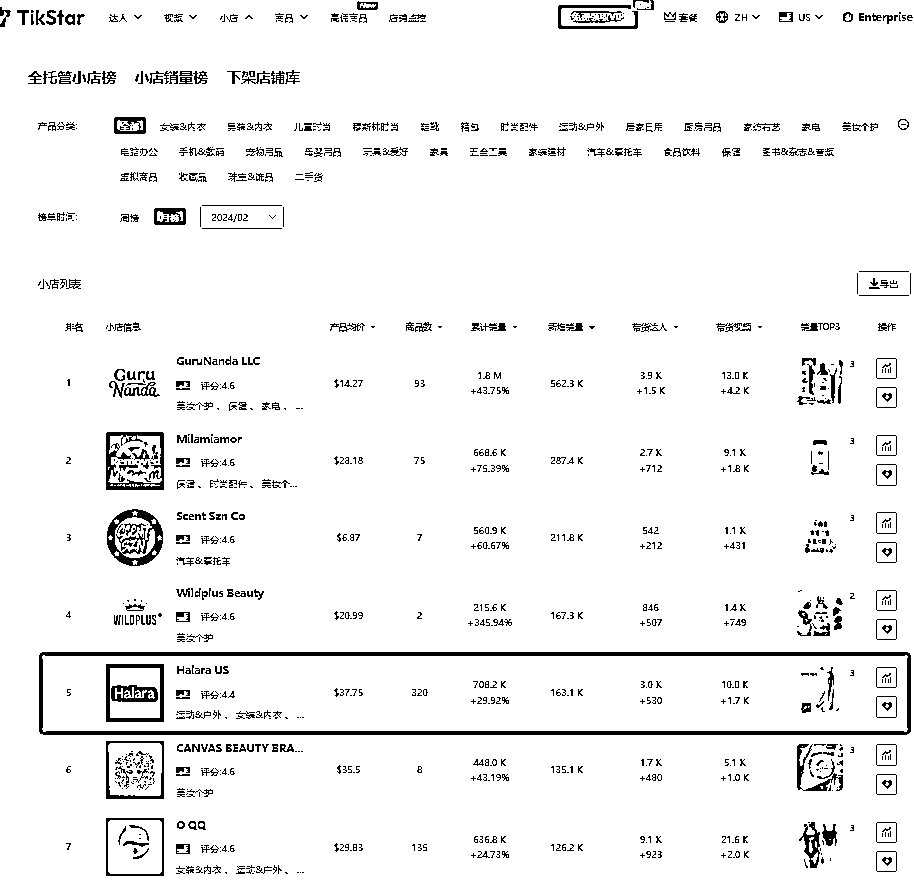 TikStar 达人 视频 小店 商品 高佣商品 New 店铺监控 套餐 ZH US Enterprise
全托管小店榜 小店销量榜 下架店铺库
产品分类: 全部 女装&内衣 男装&内衣 儿童时尚 穆斯林时尚 鞋靴 箱包 时尚配件 运动&户外 居家日用 厨房用品 家纺布艺 家电 美妆个护
电脑办公 手机&数码 宠物用品 母婴用品 玩具&爱好 家具 五金工具 家装建材 汽车&摩托车 食品饮料 保健 图书&杂志&音频
虚拟商品 收藏品 珠宝&饰品 二手货
榜单时间: 周榜 月榜 2024/02
小店列表 导出
排名 小店信息 产品均价 商品数 累计销量 新增销量 带货达人 带货视频 销量TOP3 操作
1 Guru Nanda GuruNanda LLC 评分:4.6 美妆个护 、 保健 、 家电 、 ... $14.27 93 1.8 M +43.75% 562.3 K 3.9 K +1.5 K 13.0 K +4.2 K 3
2 Milamiamor 评分:4.6 保健 、 时尚配件 、 美妆个... $28.18 75 668.6 K +75.39% 287.4 K 2.7 K +712 9.1 K +1.8 K 3
3 Scent Szn Co 评分:4.6 汽车&摩托车 $6.87 7 560.9 K +60.67% 211.8 K 542 +212 1.1 K +431 3
4 WILDPLUS+ Wildplus Beauty 评分:4.6 美妆个护 $20.99 2 215.6 K +345.94% 167.3 K 846 +507 1.4 K +749 2
5 Halara Halara US 评分:4.4 运动&户外 、 女装&内衣 、 ... $37.75 320 708.2 K +29.92% 163.1 K 3.0 K +530 10.0 K +1.7 K 3
6 CANVAS BEAUTY BRA... 评分:4.6 美妆个护 $35.5 8 448.0 K +43.19% 135.1 K 1.7 K +480 5.1 K +1.0 K 3
7 O QQ 评分:4.6 女装&内衣 、 运动&户外 、 ... $29.83 135 636.8 K +24.73% 126.2 K 9.1 K +923 21.6 K +2.0 K 3